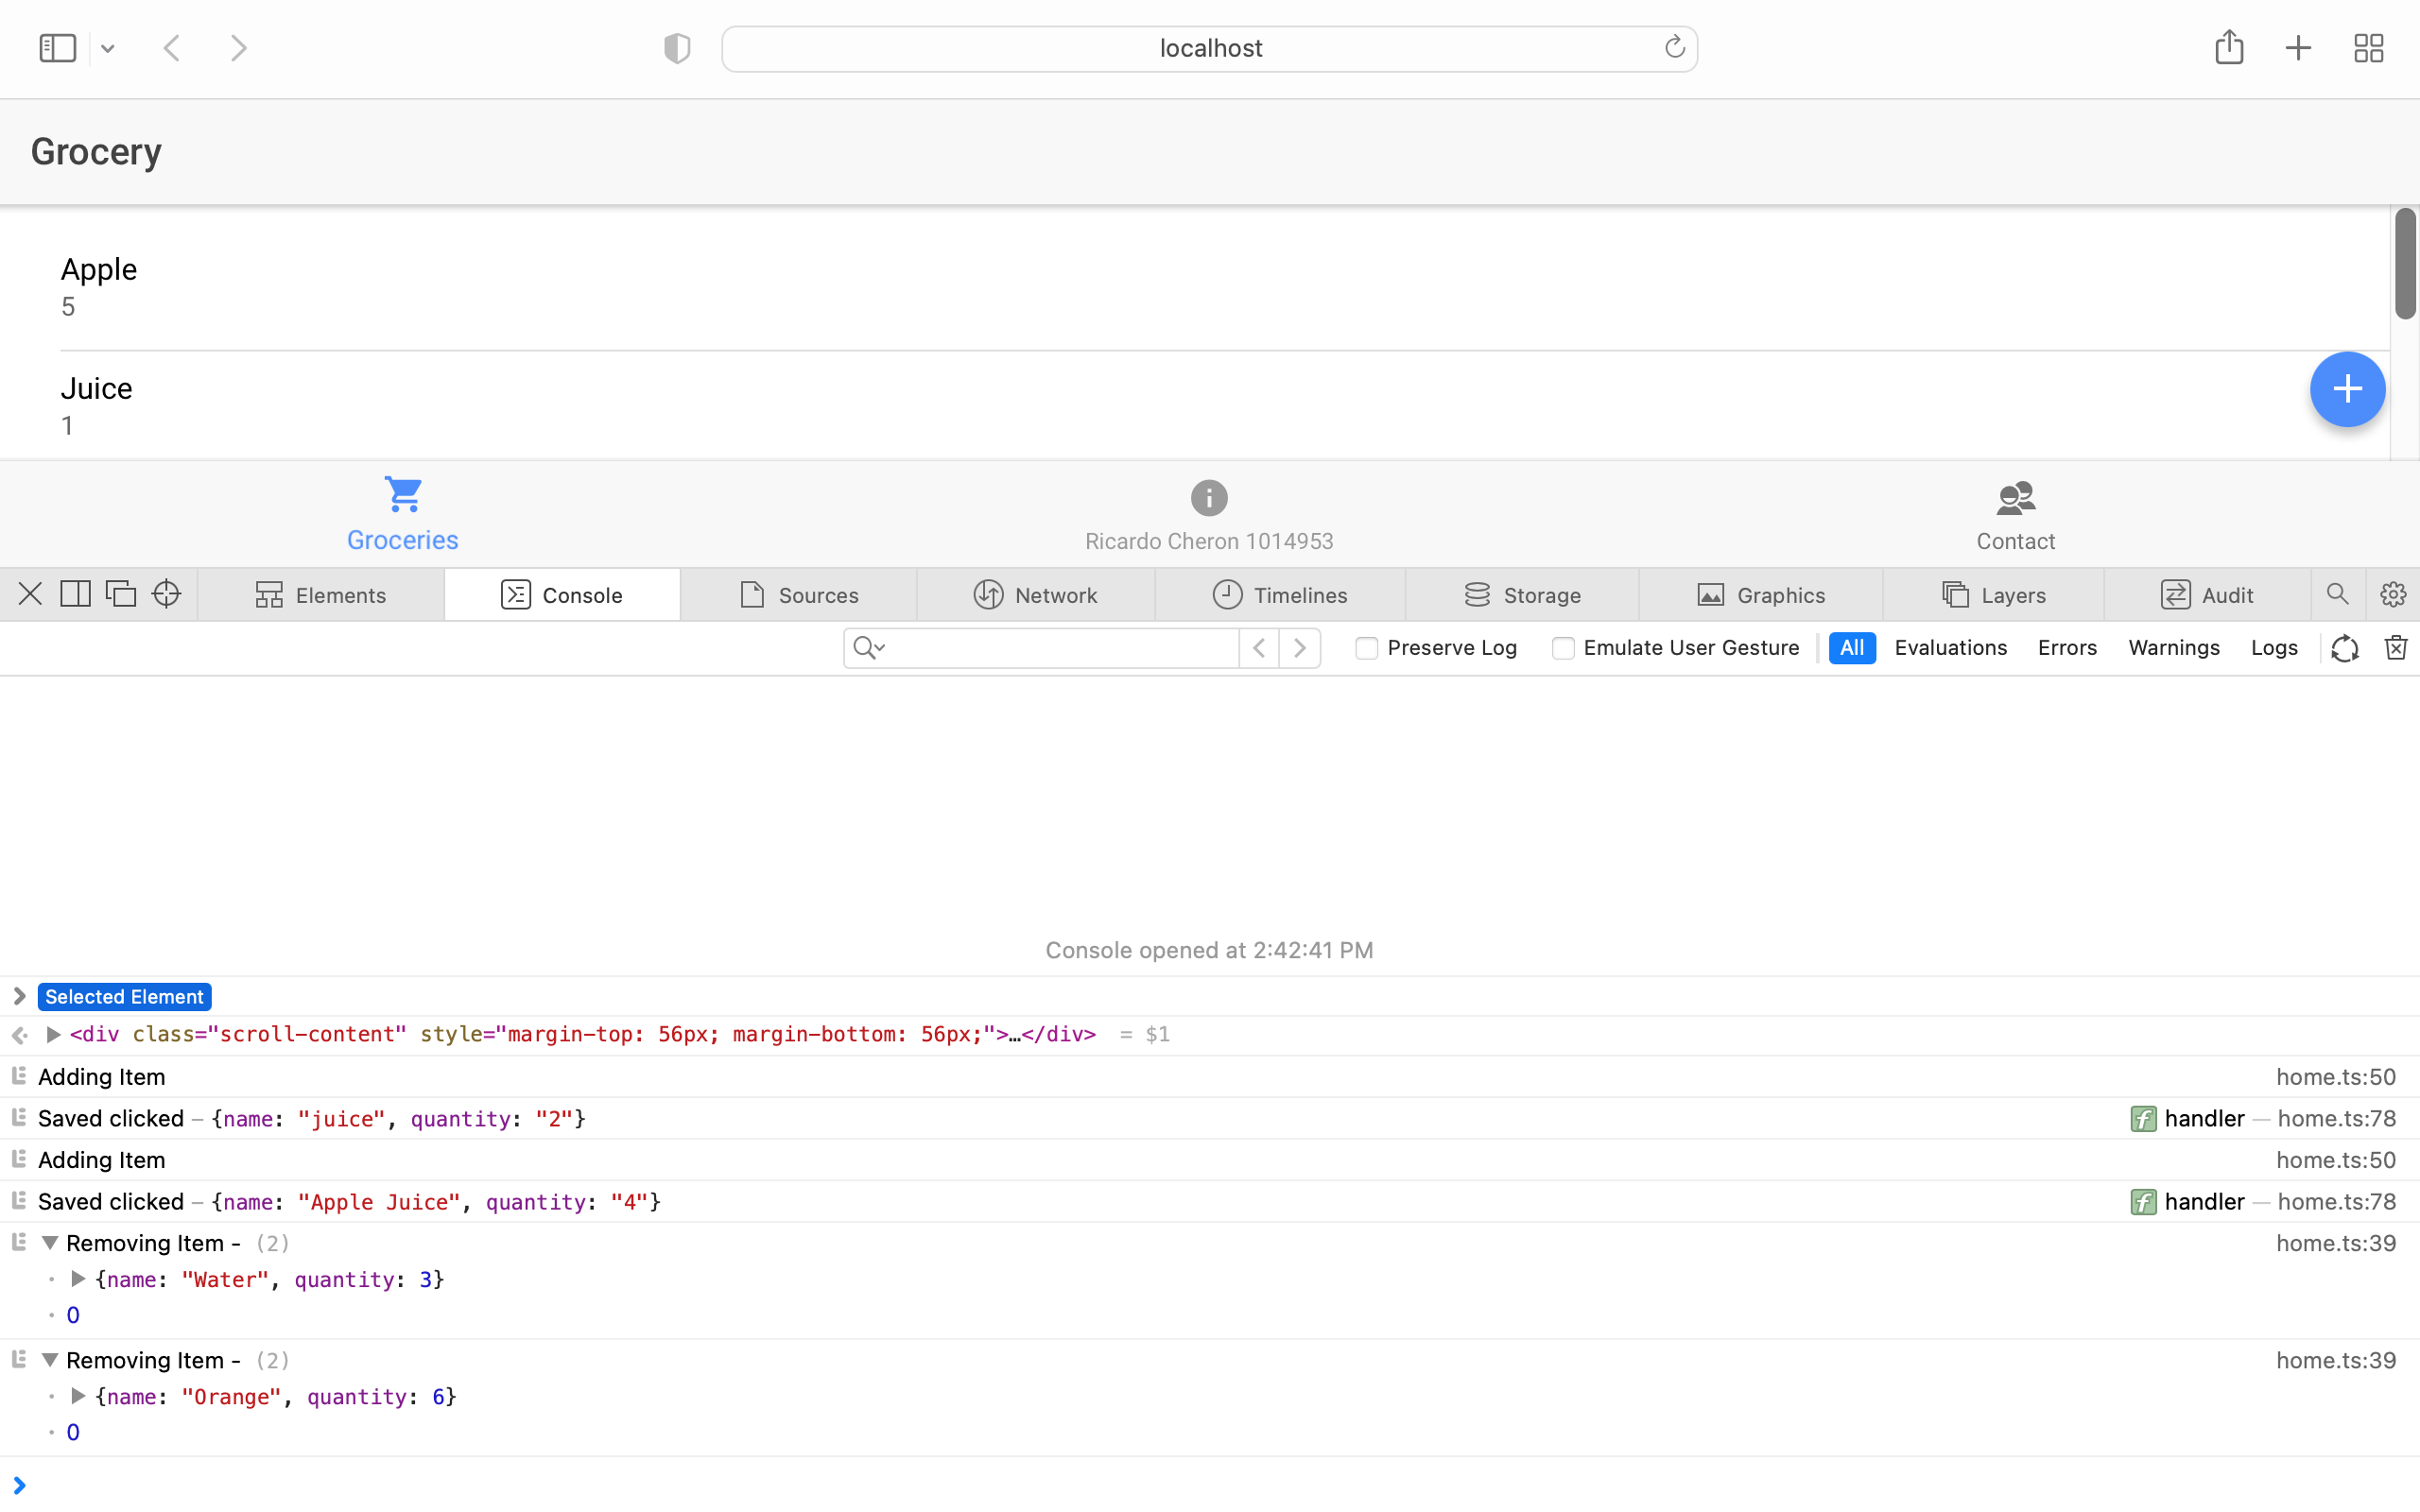 localhost
Grocery
Apple
5
Juice
1
Groceries
Ricardo Cheron 1014953
Contact
Elements Console Sources Network Timelines Storage Graphics Layers Audit
Preserve Log Emulate User Gesture All Evaluations Errors Warnings Logs
Console opened at 2:42:41 PM
Selected Element
<div class="scroll-content" style="margin-top: 56px; margin-bottom: 56px;">…</div> = $1
Adding Item home.ts:50
Saved clicked – {name: "juice", quantity: "2"} f handler — home.ts:78
Adding Item home.ts:50
Saved clicked – {name: "Apple Juice", quantity: "4"} f handler — home.ts:78
Removing Item - (2) home.ts:39
{name: "Water", quantity: 3}
0
Removing Item - (2) home.ts:39
{name: "Orange", quantity: 6}
0